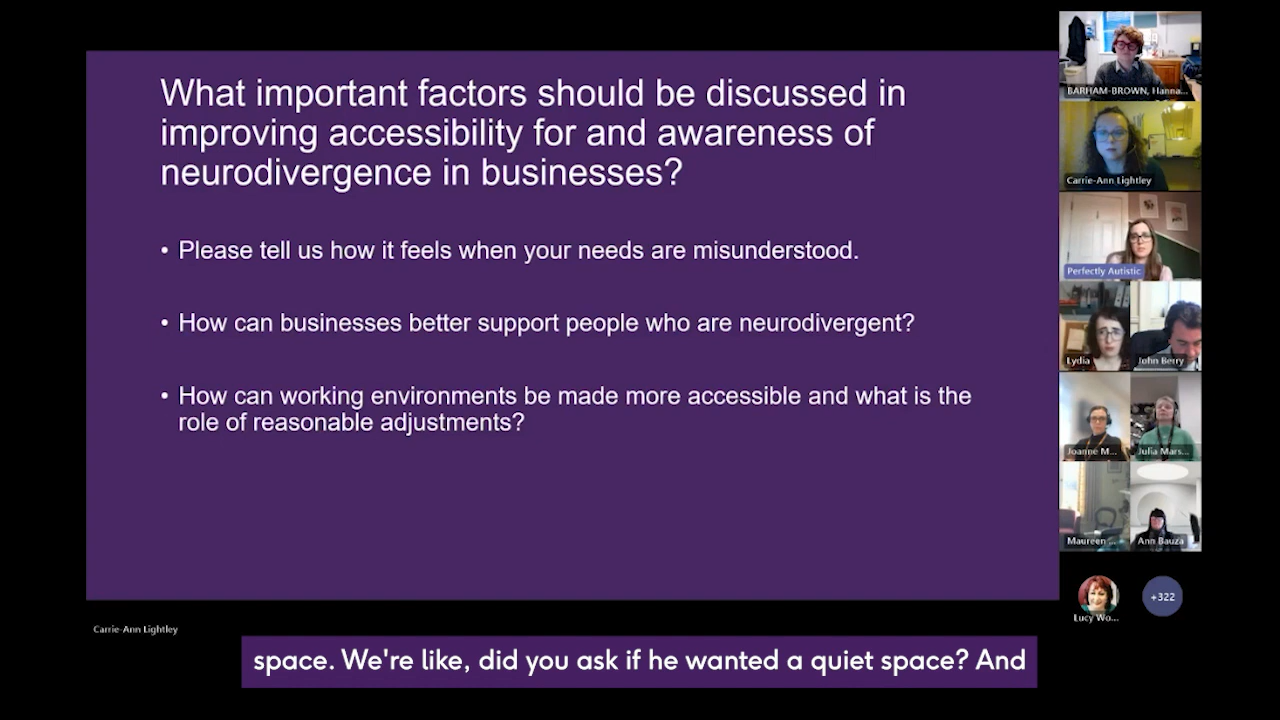 What important factors should be discussed in
improving accessibility for and awareness of
neurodivergence in businesses?
• Please tell us how it feels when your needs are misunderstood.
• How can businesses better support people who are neurodivergent?
• How can working environments be made more accessible and what is the
role of reasonable adjustments?
BARHAM-BROWN, Hanna...
Carrie-Ann Lightley
Perfectly Autistic
Lydia
John Berry
Joanne M...
Julia Mars...
Maureen ...
Ann Bauza
Lucy Wo...
+322
Carrie-Ann Lightley
space. We're like, did you ask if he wanted a quiet space? And